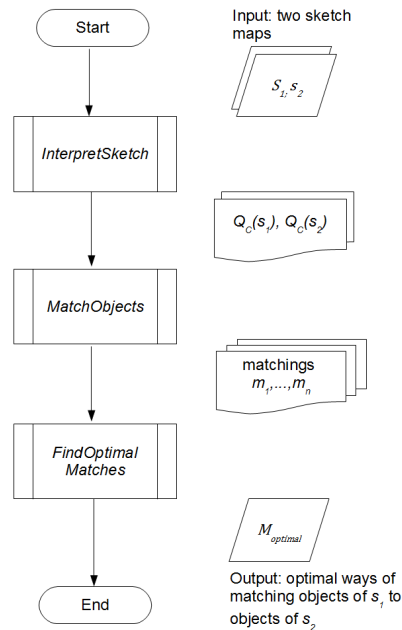 Start
Input: two sketch
maps
S1; s2
InterpretSketch
QC(s1), QC(s2)
MatchObjects
matchings
m1,...,mn
FindOptimal
Matches
Moptimal
Output: optimal ways of
matching objects of s1 to
objects of s2
End